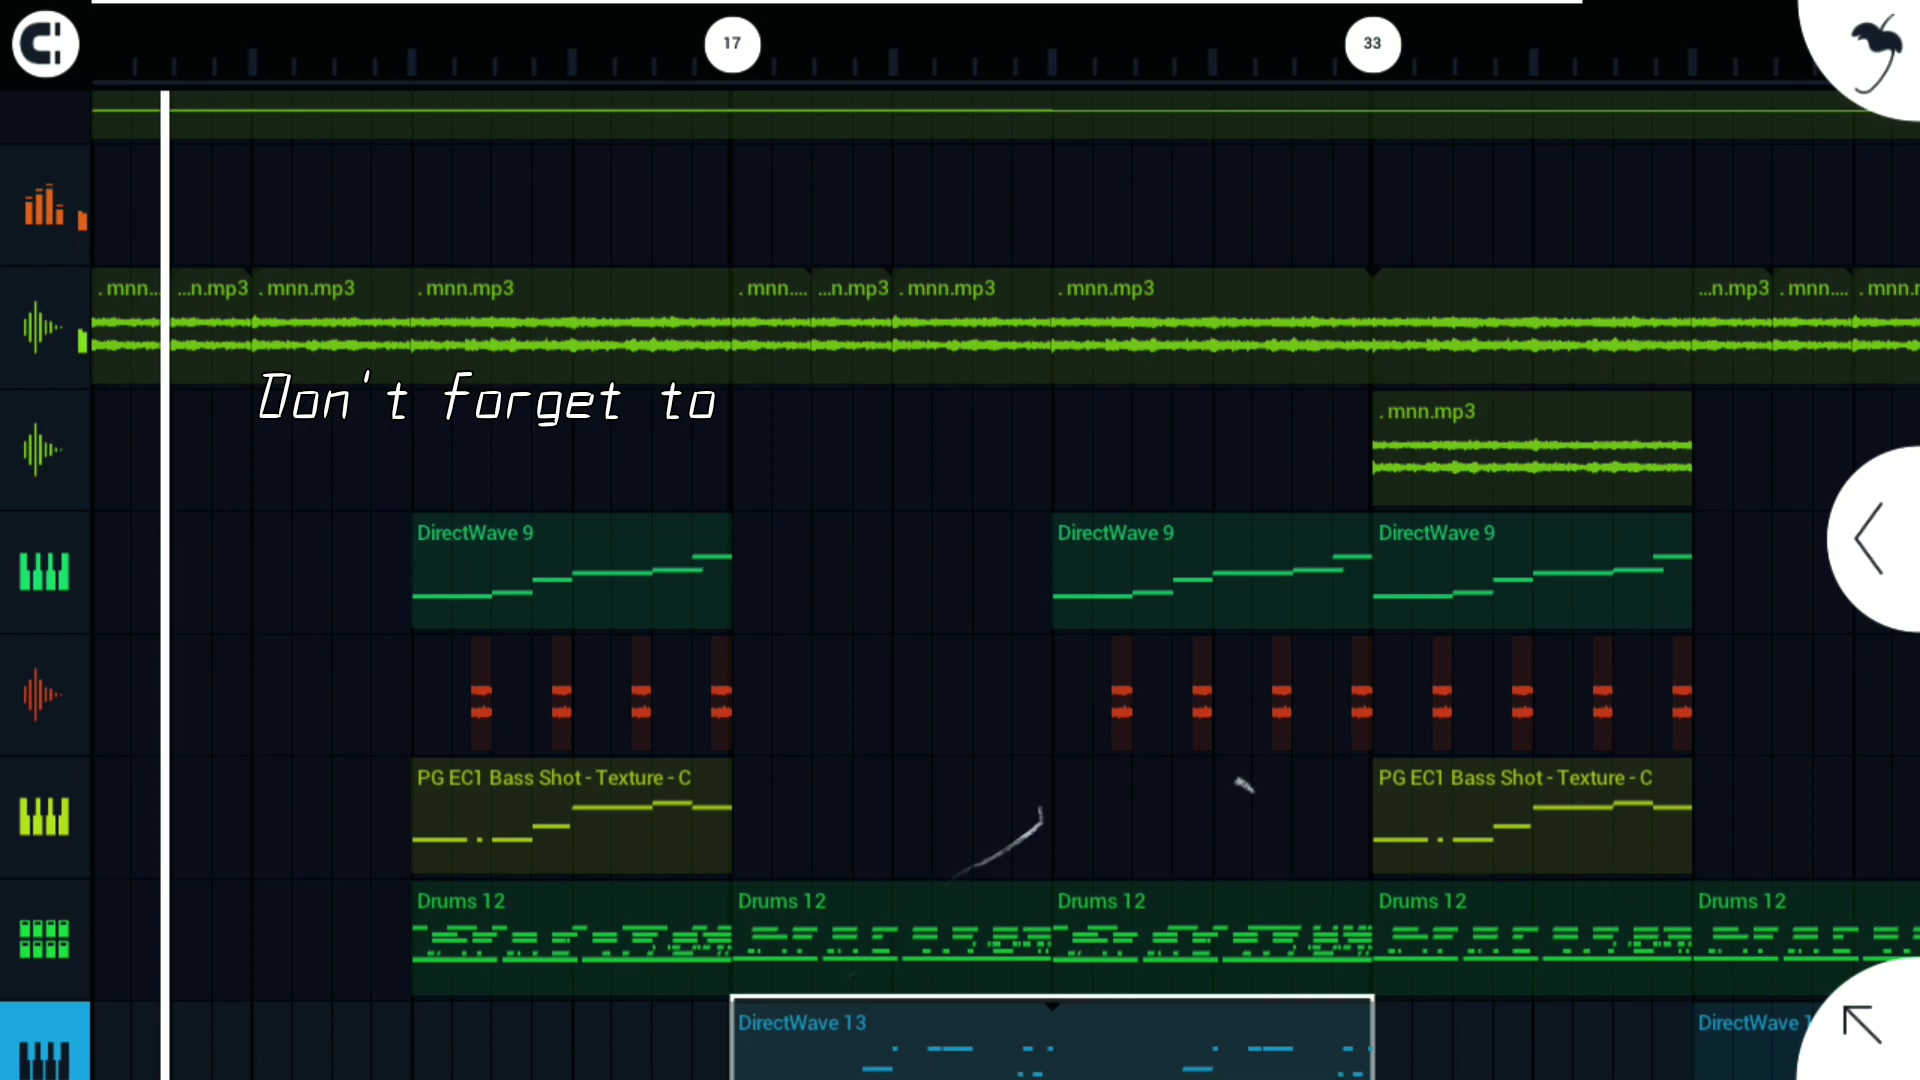 17 33
. mnn... ...n.mp3 . mnn.mp3 . mnn.mp3 . mnn.... ...n.mp3 . mnn.mp3 . mnn.mp3 ...n.mp3 . mnn.... . mnn.r
Don't forget to
. mnn.mp3
DirectWave 9 DirectWave 9 DirectWave 9
PG EC1 Bass Shot - Texture - C PG EC1 Bass Shot - Texture - C
Drums 12 Drums 12 Drums 12 Drums 12 Drums 12
DirectWave 13 DirectWave 1